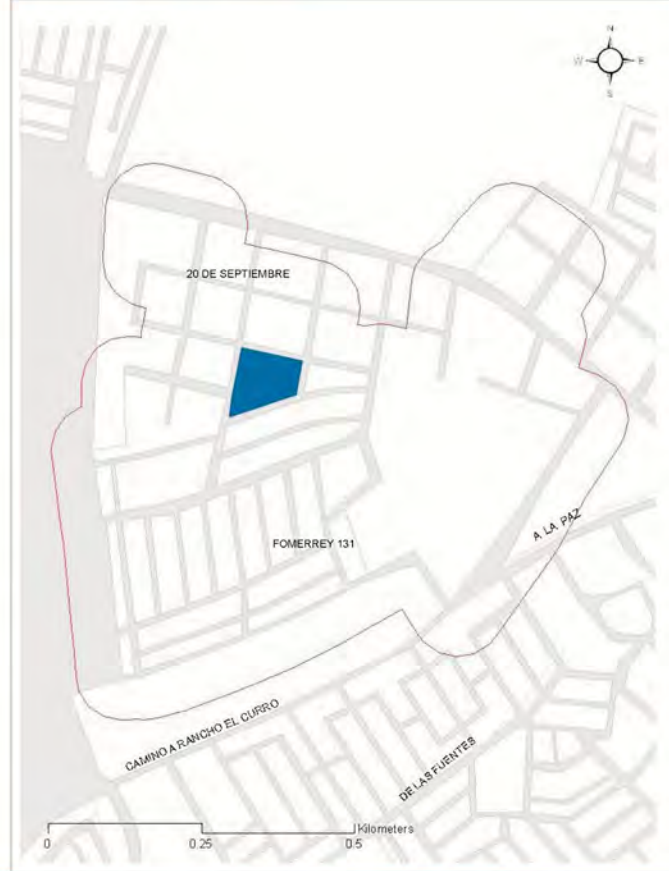 N
W E
S
20 DE SEPTIEMBRE
A LA PAZ
FOMERREY 131
CAMINO A RANCHO EL CURRO
DE LAS FUENTES
Kilometers
0 0.25 0.5